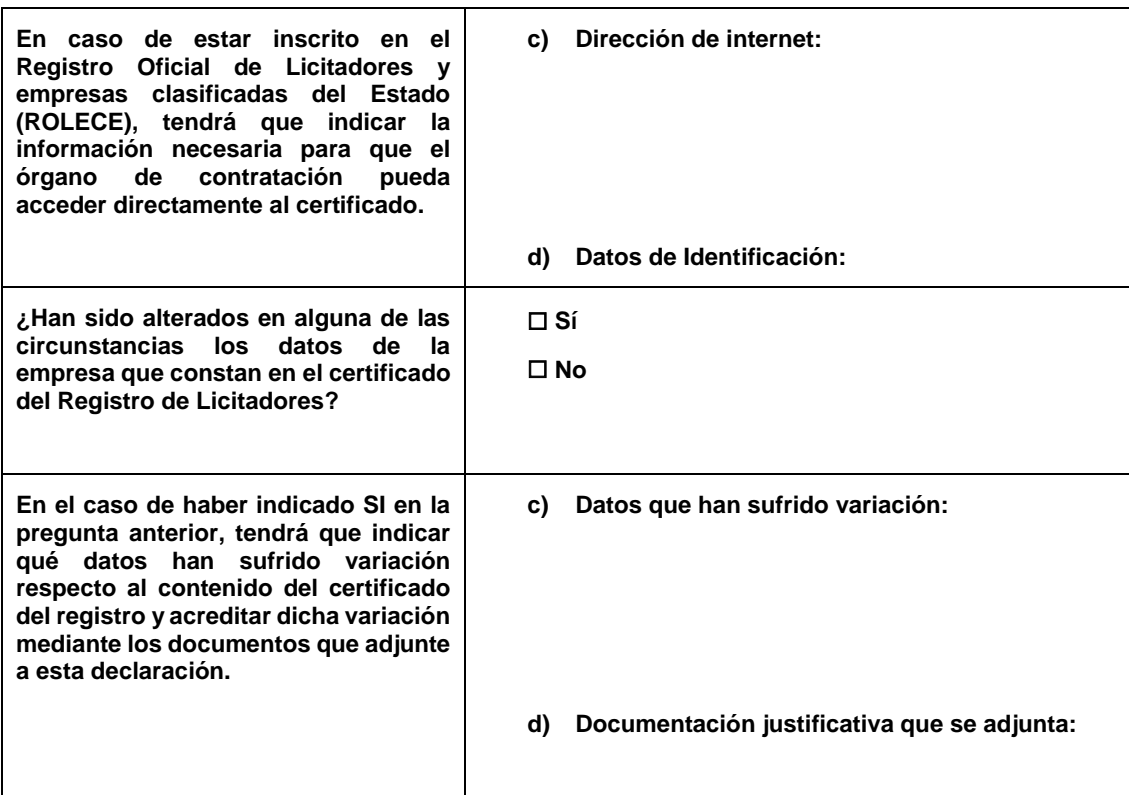 En caso de estar inscrito en el
Registro Oficial de Licitadores y
empresas clasificadas del Estado
(ROLECE), tendrá que indicar la
información necesaria para que el
órgano de contratación pueda
acceder directamente al certificado.
c) Dirección de internet:
d) Datos de Identificación:
¿Han sido alterados en alguna de las
circunstancias los datos de la
empresa que constan en el certificado
del Registro de Licitadores?
☐ Sí
☐ No
En el caso de haber indicado SI en la
pregunta anterior, tendrá que indicar
qué datos han sufrido variación
respecto al contenido del certificado
del registro y acreditar dicha variación
mediante los documentos que adjunte
a esta declaración.
c) Datos que han sufrido variación:
d) Documentación justificativa que se adjunta: